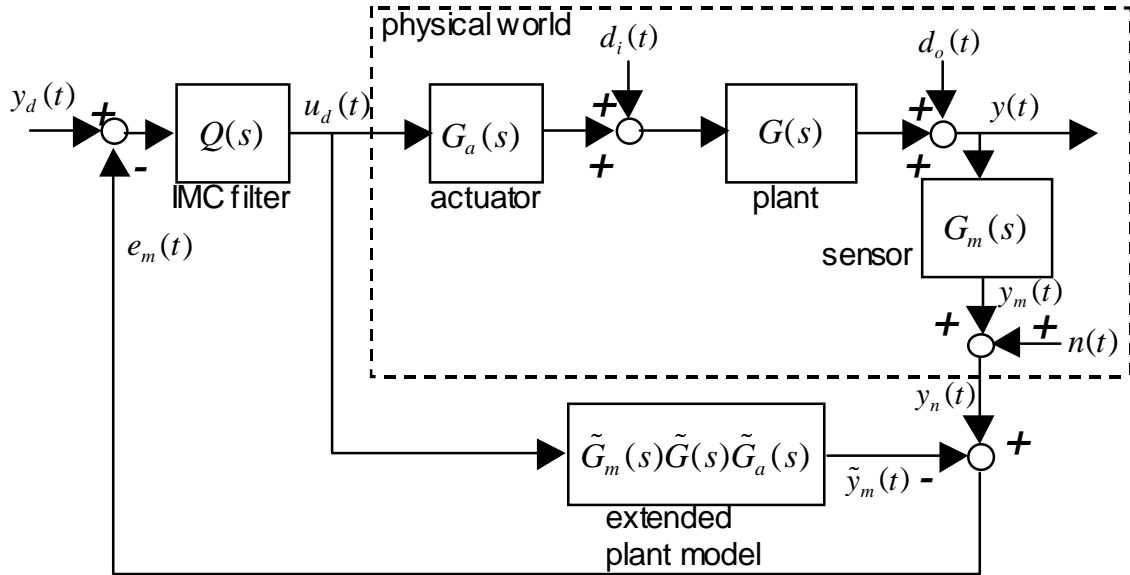 physical world
d_i(t)
d_o(t)
y_d(t)
+
-
Q(s)
IMC filter
u_d(t)
G_a(s)
actuator
+
+
G(s)
plant
+
+
y(t)
G_m(s)
sensor
y_m(t)
+
+
n(t)
y_n(t)
e_m(t)
G̃_m(s)G̃(s)G̃_a(s)
extended
plant model
ỹ_m(t)
-
+